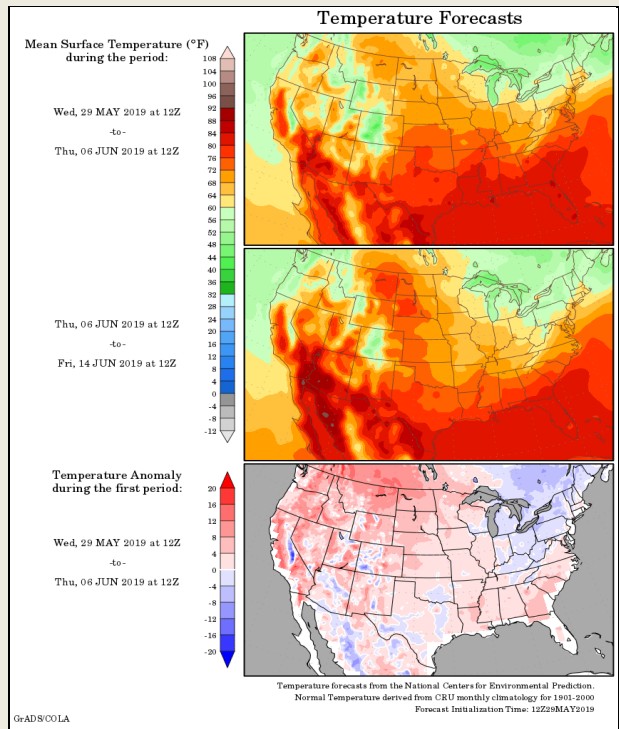 Temperature Forecasts
Mean Surface Temperature (°F)
during the period:
Wed, 29 MAY 2019 at 12Z
-to-
Thu, 06 JUN 2019 at 12Z
108
104
100
96
92
88
84
80
76
72
68
64
60
56
52
48
44
40
36
32
28
24
20
16
12
8
4
0
-4
-8
-12
Thu, 06 JUN 2019 at 12Z
-to-
Fri, 14 JUN 2019 at 12Z
Temperature Anomaly
during the first period:
Wed, 29 MAY 2019 at 12Z
-to-
Thu, 06 JUN 2019 at 12Z
20
16
12
8
4
0
-4
-8
-12
-16
-20
Temperature forecasts from the National Centers for Environmental Prediction.
Normal Temperature derived from CRU monthly climatology for 1901-2000
Forecast Initialization Time: 12Z29MAY2019
GrADS/COLA